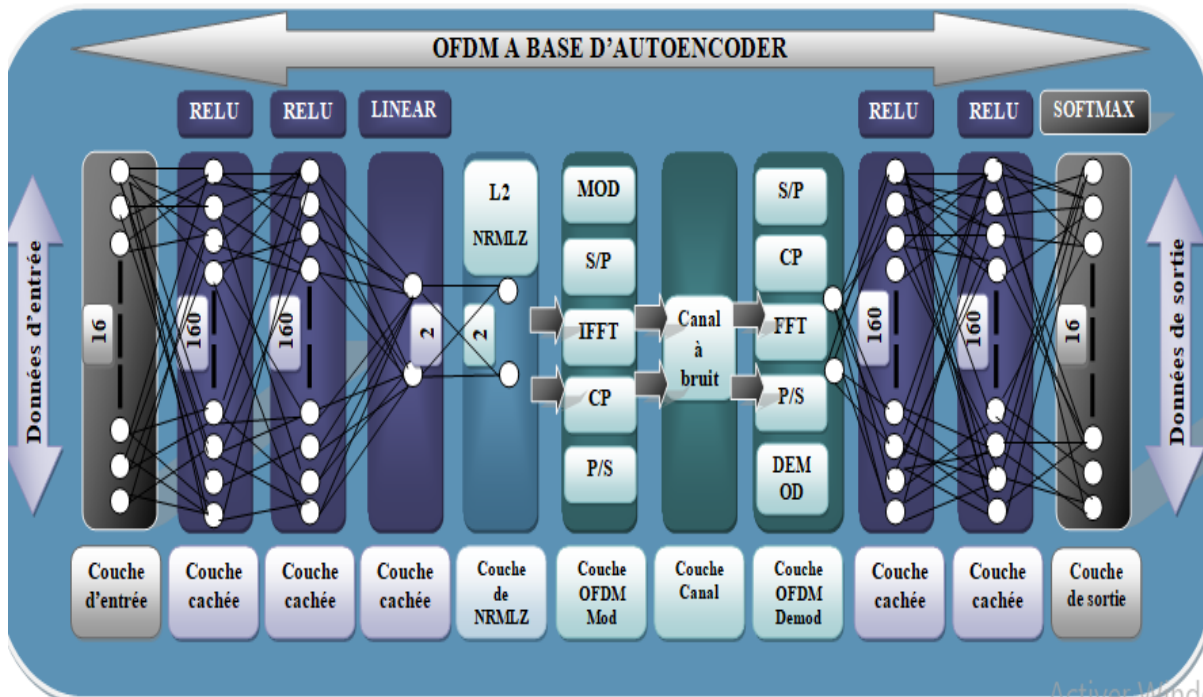 OFDM A BASE D’AUTOENCODER
RELU
RELU
LINEAR
RELU
RELU
SOFTMAX
Données d’entrée
16
160
160
2
2
L2
NRMLZ
MOD
S/P
IFFT
CP
P/S
Canal
à
bruit
S/P
CP
FFT
P/S
DEM
OD
160
160
16
Données de sortie
Couche
d’entrée
Couche
cachée
Couche
cachée
Couche
cachée
Couche
de
NRMLZ
Couche
OFDM
Mod
Couche
Canal
Couche
OFDM
Demod
Couche
cachée
Couche
cachée
Couche
de sortie